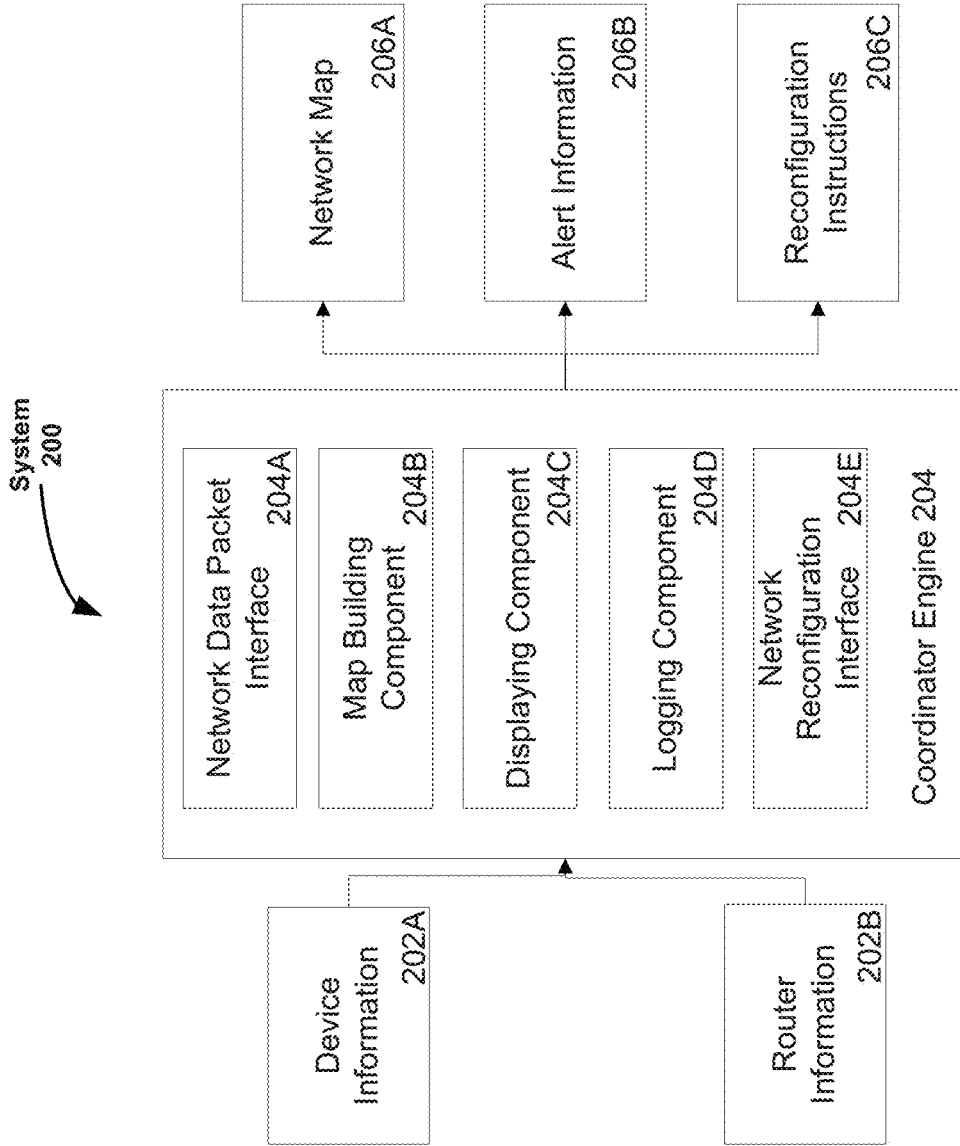 System
200
Device
Information
202A
Router
Information
202B
Network Data Packet
Interface
204A
Map Building
Component
204B
Displaying Component
204C
Logging Component
204D
Network
Reconfiguration
Interface
204E
Coordinator Engine 204
Network Map
206A
Alert Information
206B
Reconfiguration
Instructions
206C